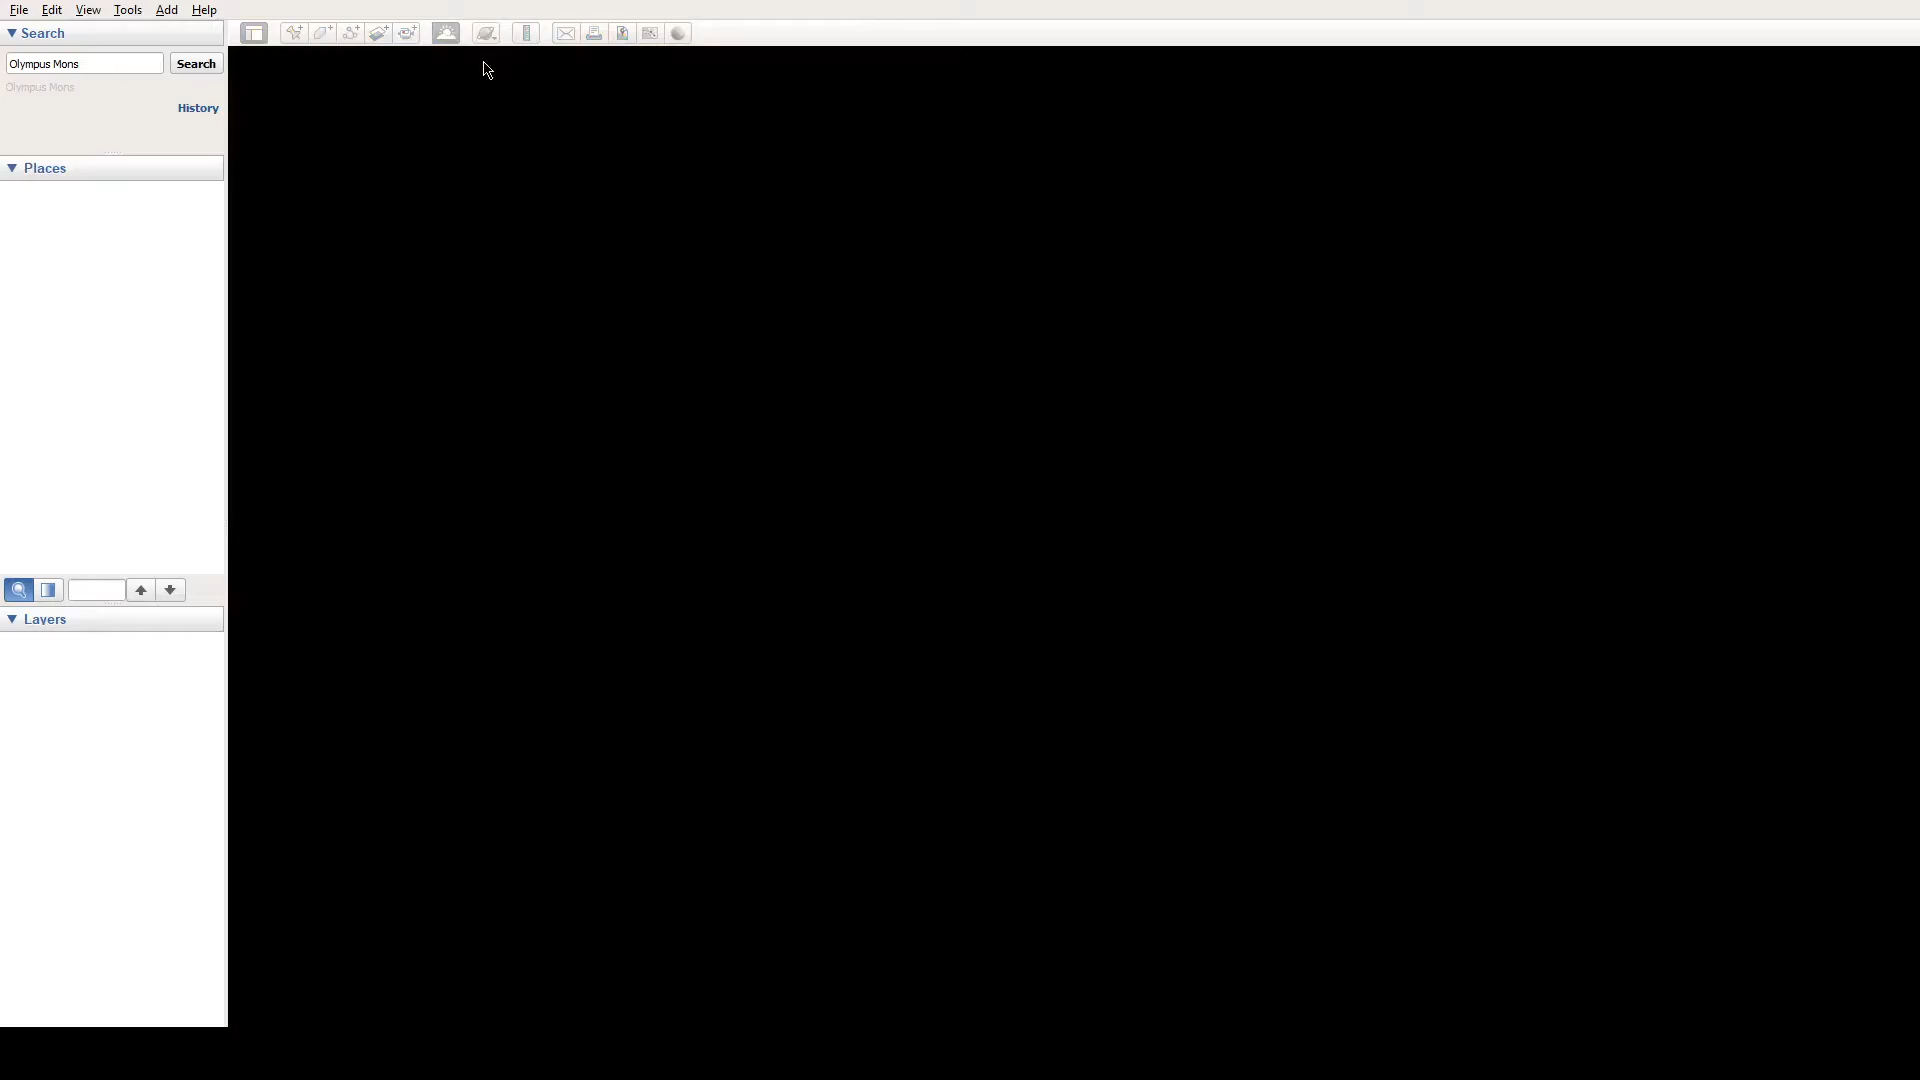 File Edit View Tools Add Help
Search
Olympus Mons Search
Olympus Mons
History
Places
Layers